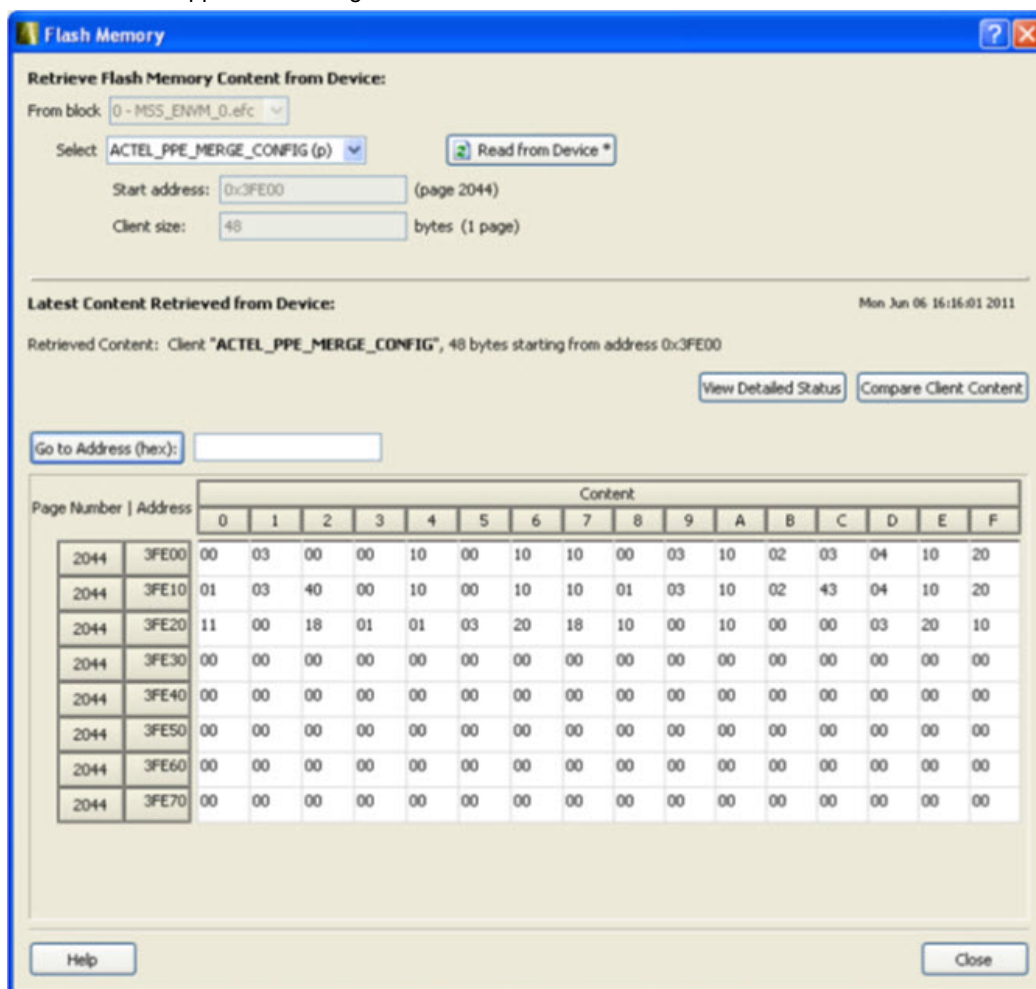 Flash Memory
Retrieve Flash Memory Content from Device:
From block 0 - MSS_ENVM_0.efc
Select ACTEL_PPE_MERGE_CONFIG (p) Read from Device *
Start address: 0x3FE00 (page 2044)
Client size: 48 bytes (1 page)
Latest Content Retrieved from Device: Mon Jun 06 16:16:01 2011
Retrieved Content: Client "ACTEL_PPE_MERGE_CONFIG", 48 bytes starting from address 0x3FE00
View Detailed Status Compare Client Content
Go to Address (hex):
Content
Page Number | Address
0 1 2 3 4 5 6 7 8 9 A B C D E F
2044 3FE00 00 03 00 00 10 00 10 10 00 03 10 02 03 04 10 20
2044 3FE10 01 03 40 00 10 00 10 10 01 03 10 02 43 04 10 20
2044 3FE20 11 00 18 01 01 03 20 18 10 00 10 00 00 03 20 10
2044 3FE30 00 00 00 00 00 00 00 00 00 00 00 00 00 00 00 00
2044 3FE40 00 00 00 00 00 00 00 00 00 00 00 00 00 00 00 00
2044 3FE50 00 00 00 00 00 00 00 00 00 00 00 00 00 00 00 00
2044 3FE60 00 00 00 00 00 00 00 00 00 00 00 00 00 00 00 00
2044 3FE70 00 00 00 00 00 00 00 00 00 00 00 00 00 00 00 00
Help Close